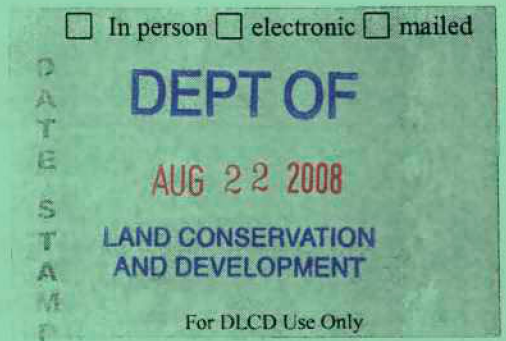 ☐ In person ☐ electronic ☐ mailed
DATE STAMP
DEPT OF
AUG 22 2008
LAND CONSERVATION
AND DEVELOPMENT
For DLCD Use Only